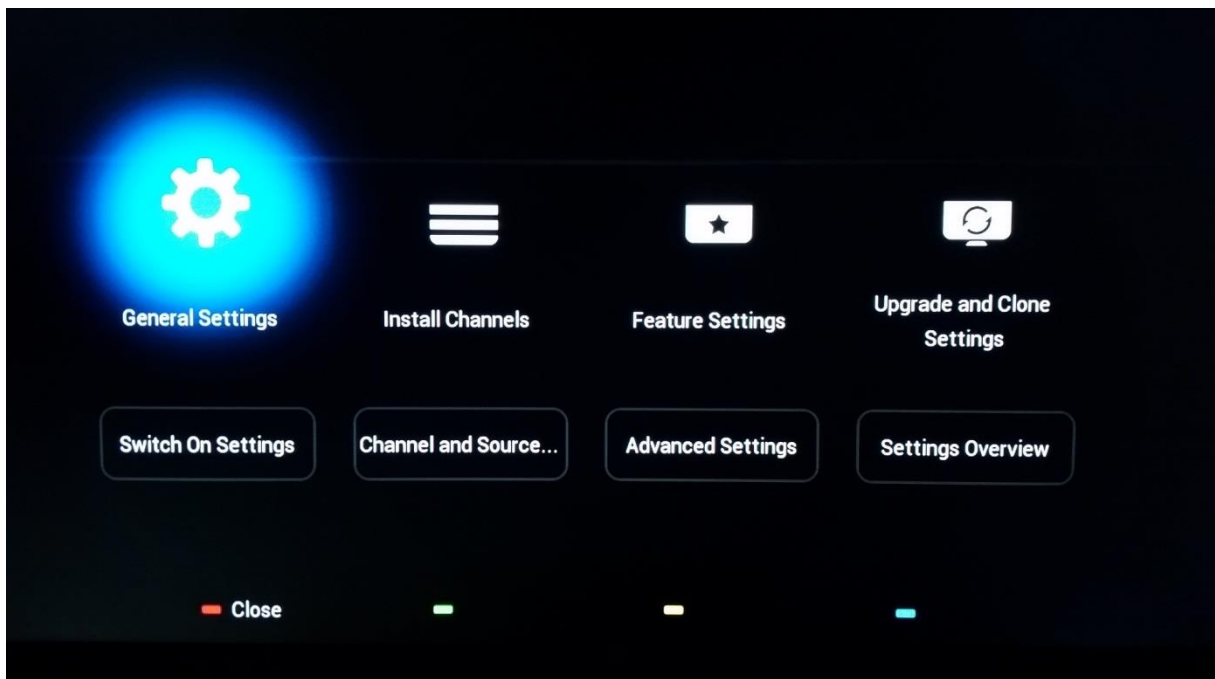 General Settings
Install Channels
Feature Settings
Upgrade and Clone
Settings
Switch On Settings
Channel and Source...
Advanced Settings
Settings Overview
Close